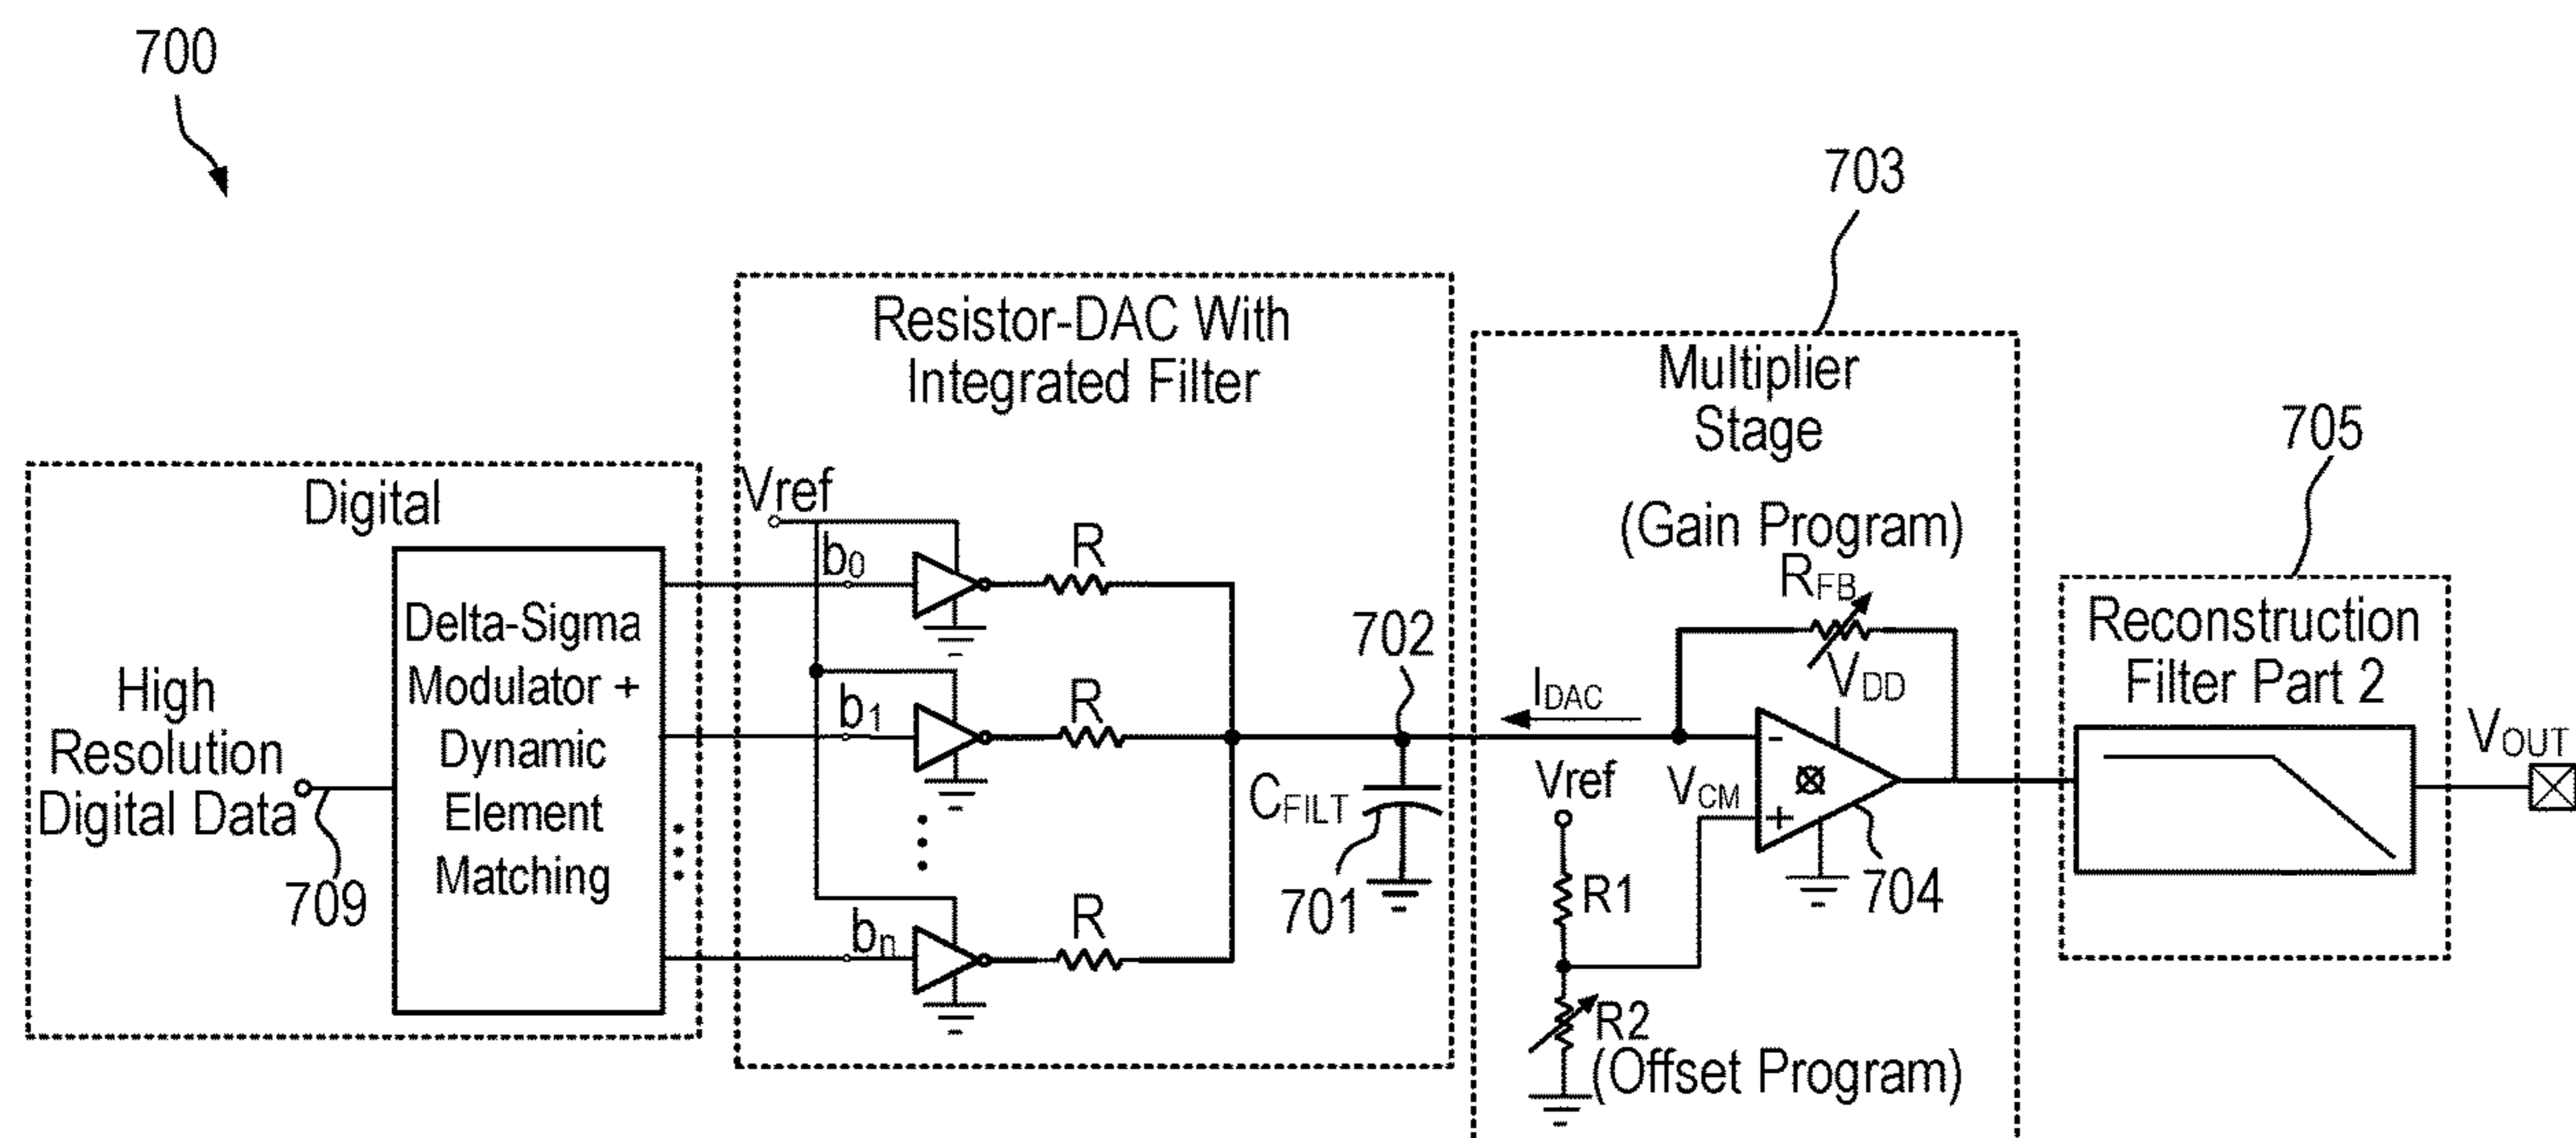 700
703
Resistor-DAC With
Integrated Filter
Multiplier
Stage
705
Digital
Vref
(Gain Program)
b0
R
RFB
VDD
Reconstruction
Filter Part 2
Delta-Sigma
Modulator +
Dynamic
Element
Matching
High
Resolution
Digital Data
709
b1
R
702
IDAC
VOUT
CFILT
701
Vref
VCM
-
+
704
R1
bn
R
R2
(Offset Program)